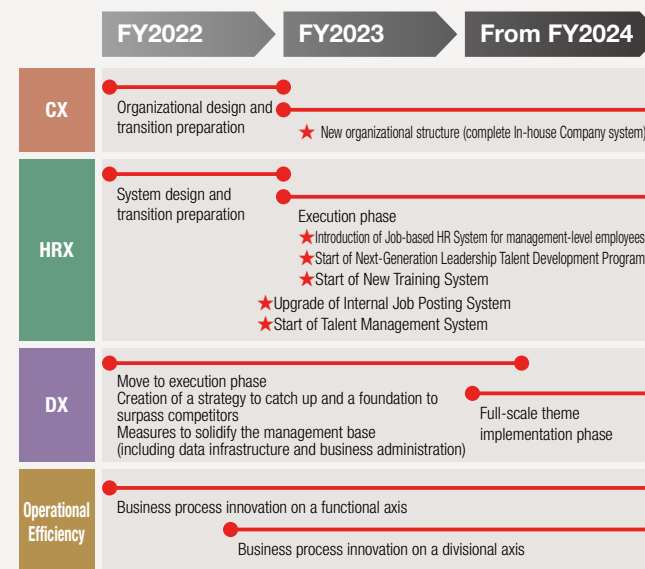 FY2022
FY2023
From FY2024
CX
Organizational design and
transition preparation
★ New organizational structure (complete In-house Company system)
HRX
System design and
transition preparation
Execution phase
★Introduction of Job-based HR System for management-level employees
★Start of Next-Generation Leadership Talent Development Program
★Start of New Training System
★Upgrade of Internal Job Posting System
★Start of Talent Management System
DX
Move to execution phase
Creation of a strategy to catch up and a foundation to
surpass competitors
Measures to solidify the management base
(including data infrastructure and business administration)
Full-scale theme
implementation phase
Operational
Efficiency
Business process innovation on a functional axis
Business process innovation on a divisional axis